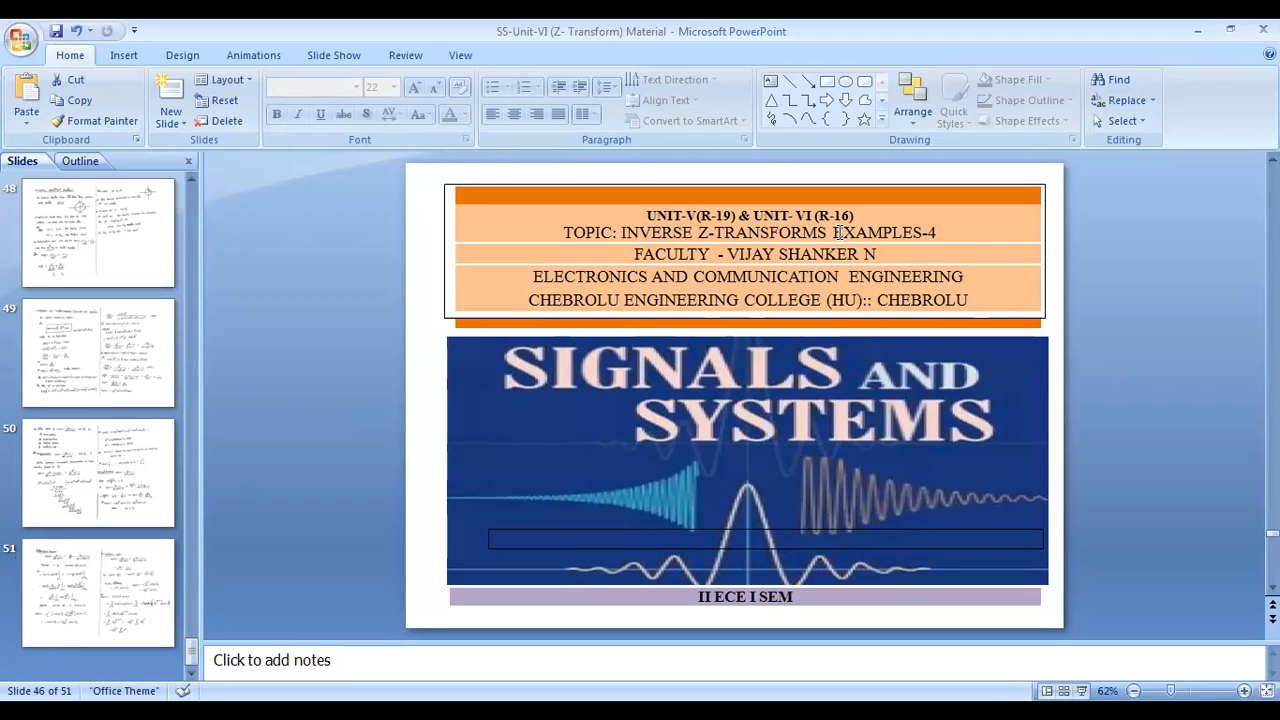 SS-Unit-VI (Z- Transform) Material - Microsoft PowerPoint
Home Insert Design Animations Slide Show Review View
Cut Layout 22 Text Direction Shape Fill Find
Paste Copy New Slide Reset Align Text Arrange Quick Styles Shape Outline Replace
Format Painter Delete Convert to SmartArt Shape Effects Select
Clipboard Slides Font Paragraph Drawing Editing
Slides Outline
48
49
50
51
UNIT-V(R-19) & UNIT- VI (R-16)
TOPIC: INVERSE Z-TRANSFORMS EXAMPLES-4
FACULTY - VIJAY SHANKER N
ELECTRONICS AND COMMUNICATION ENGINEERING
CHEBROLU ENGINEERING COLLEGE (HU):: CHEBROLU
SIGNALS AND
SYSTEMS
II ECE I SEM
Click to add notes
Slide 46 of 51 "Office Theme" 62%